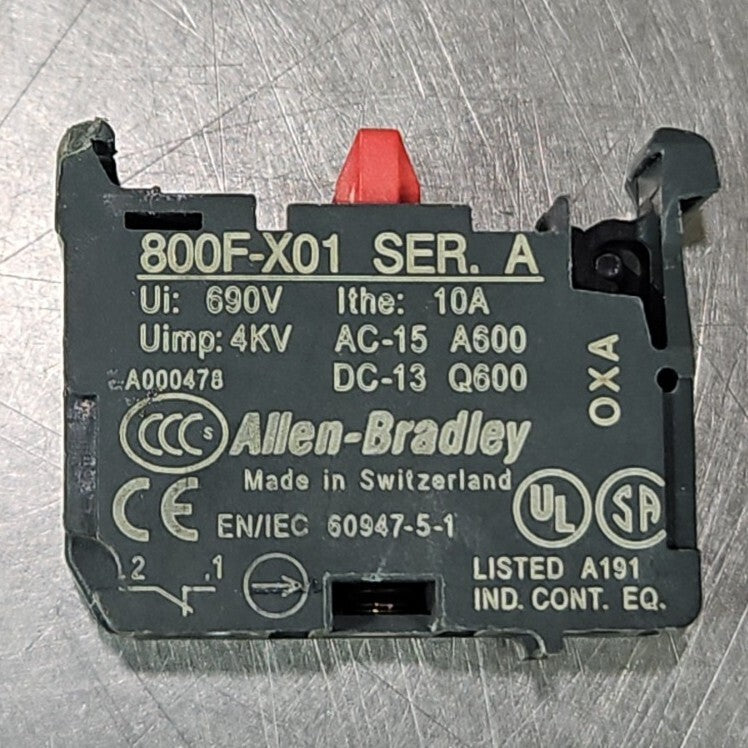 800F-X01 SER. A
Ui: 690V Ithe: 10A
Uimp: 4KV AC-15 A600
DC-13 Q600
A000478
OXA
CCC S Allen-Bradley
Made in Switzerland
CE EN/IEC 60947-5-1
UL SA
.2 .1
LISTED A191
IND. CONT. EQ.